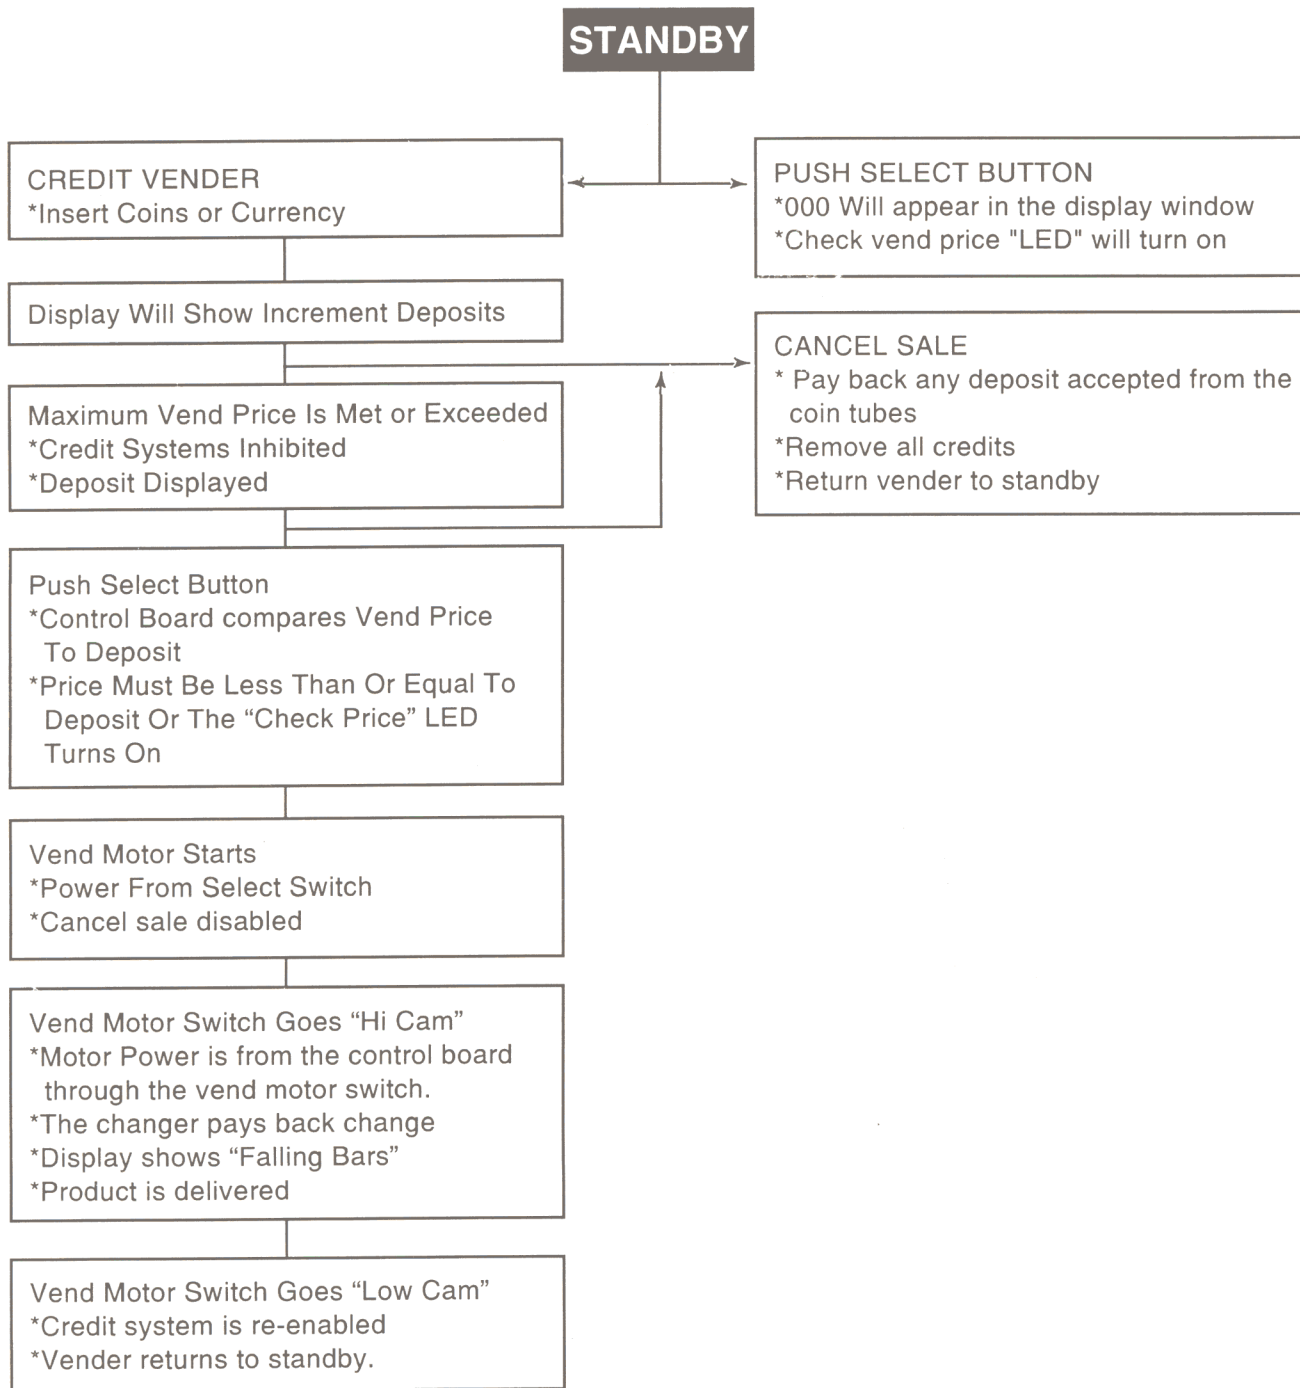 STANDBY
CREDIT VENDER
*Insert Coins or Currency
PUSH SELECT BUTTON
*000 Will appear in the display window
*Check vend price "LED" will turn on
Display Will Show Increment Deposits
CANCEL SALE
* Pay back any deposit accepted from the
coin tubes
*Remove all credits
*Return vender to standby
Maximum Vend Price Is Met or Exceeded
*Credit Systems Inhibited
*Deposit Displayed
Push Select Button
*Control Board compares Vend Price
To Deposit
*Price Must Be Less Than Or Equal To
Deposit Or The “Check Price” LED
Turns On
Vend Motor Starts
*Power From Select Switch
*Cancel sale disabled
Vend Motor Switch Goes “Hi Cam”
*Motor Power is from the control board
through the vend motor switch.
*The changer pays back change
*Display shows “Falling Bars”
*Product is delivered
Vend Motor Switch Goes “Low Cam”
*Credit system is re-enabled
*Vender returns to standby.